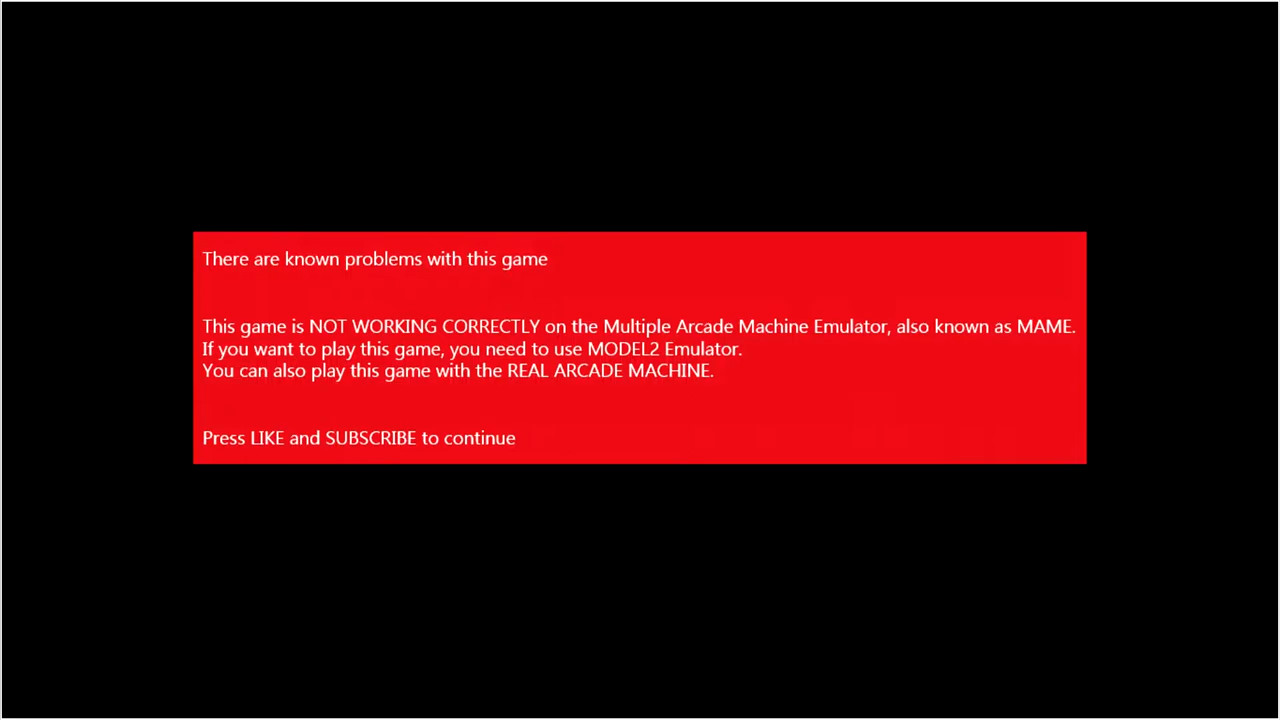 There are known problems with this game
This game is NOT WORKING CORRECTLY on the Multiple Arcade Machine Emulator, also known as MAME.
If you want to play this game, you need to use MODEL2 Emulator.
You can also play this game with the REAL ARCADE MACHINE.
Press LIKE and SUBSCRIBE to continue